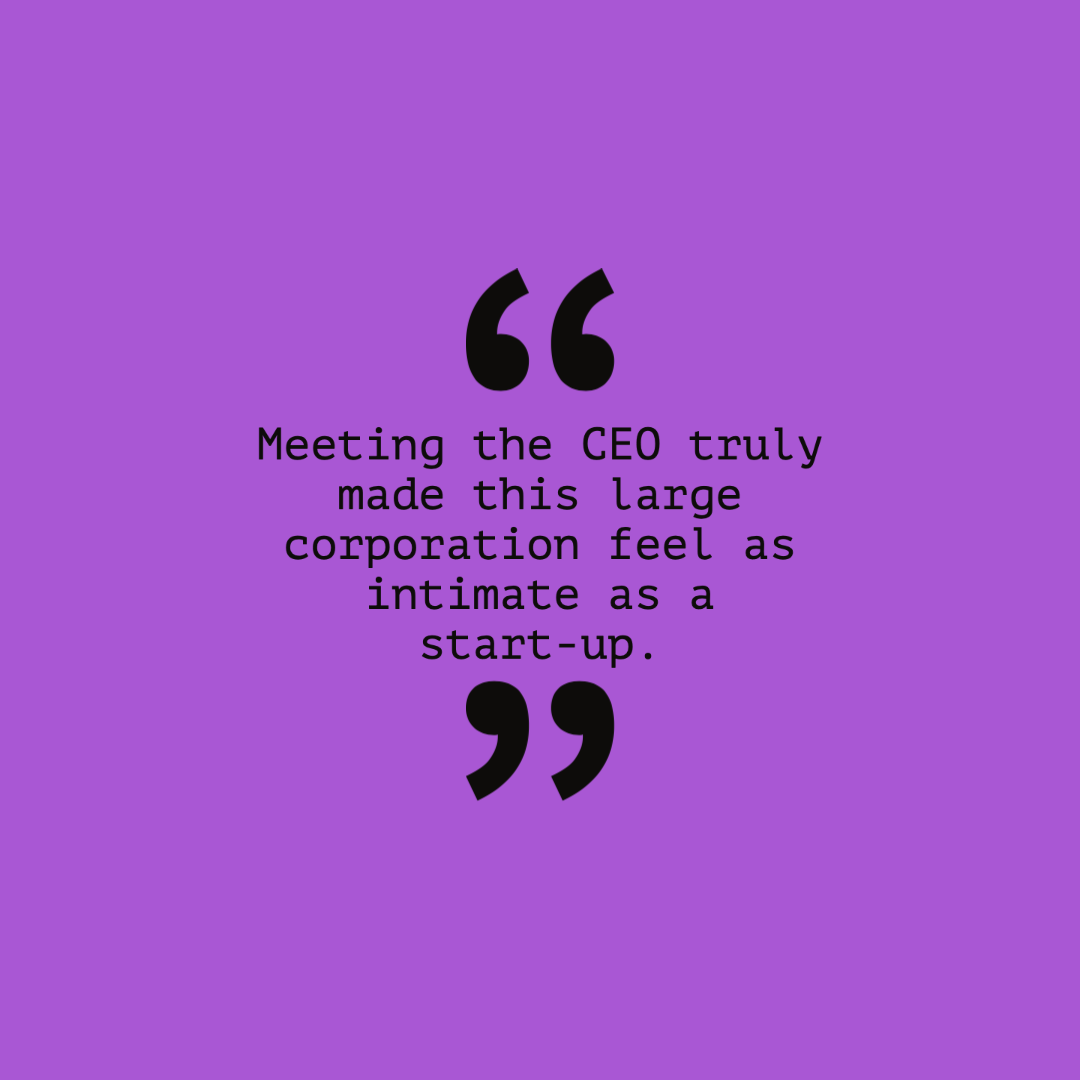 “
Meeting the CEO truly
made this large
corporation feel as
intimate as a
start-up.
”